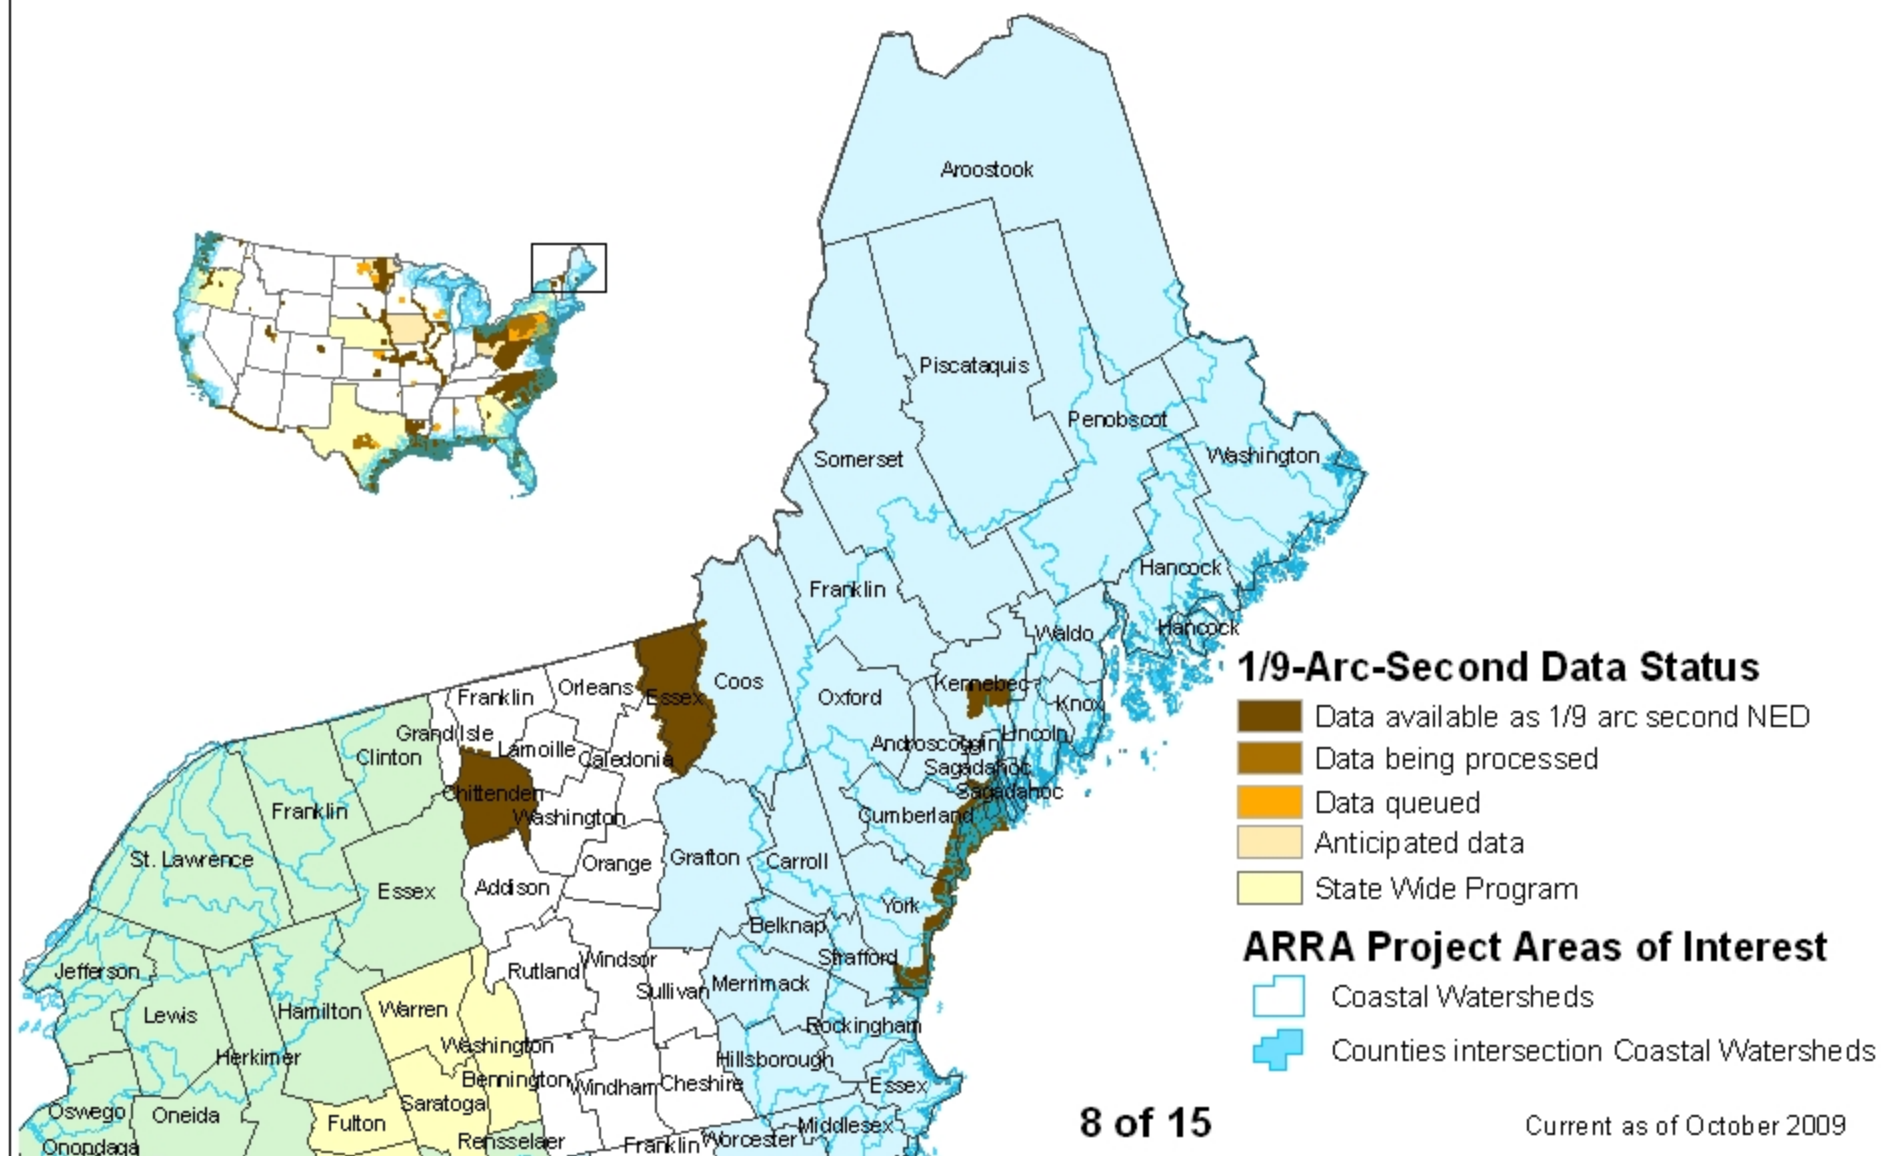 Aroostook
Piscataquis
Penobscot
Somerset
Washington
Hancock
Franklin
Hancock
Waldo
Coos
Kennebec
Orleans
Franklin
Essex
Oxford
Knox
Grand Isle
Lincoln
Androscoggin
Lamoille
Clinton
Caledonia
Sagadahoc
Chittenden
Sagadahoc
Franklin
Washington
Cumberland
St. Lawrence
Grafton
Carroll
Orange
Essex
Addison
York
Belknap
Strafford
Windsor
Jefferson
Rutland
Merrimack
Sullivan
Warren
Hamilton
Lewis
Rockingham
Washington
Herkimer
Hillsborough
Bennington
Windham
Cheshire
Essex
Saratoga
Oswego
Oneida
Fulton
Middlesex
Rensselaer
Franklin
Worcester
Onondaga
1/9-Arc-Second Data Status
Data available as 1/9 arc second NED
Data being processed
Data queued
Anticipated data
State Wide Program
ARRA Project Areas of Interest
Coastal Watersheds
Counties intersection Coastal Watersheds
8 of 15
Current as of October 2009